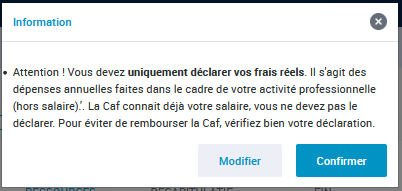 Information
• Attention ! Vous devez uniquement déclarer vos frais réels. Il s'agit des
dépenses annuelles faites dans le cadre de votre activité professionnelle
(hors salaire).'. La Caf connait déjà votre salaire, vous ne devez pas le
déclarer. Pour éviter de rembourser la Caf, vérifiez bien votre déclaration.
Modifier
Confirmer